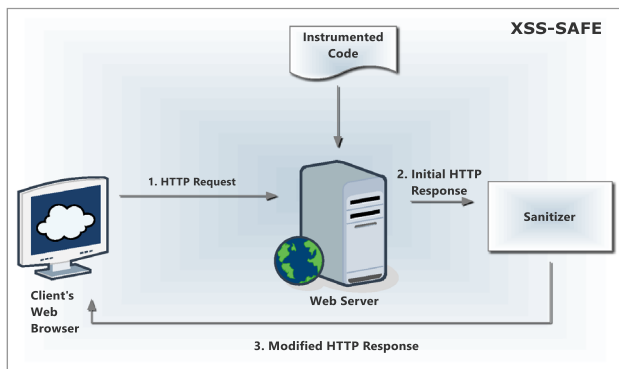 XSS-SAFE
Instrumented
Code
1. HTTP Request
2. Initial HTTP
Response
Sanitizer
Client's
Web
Browser
Web Server
3. Modified HTTP Response